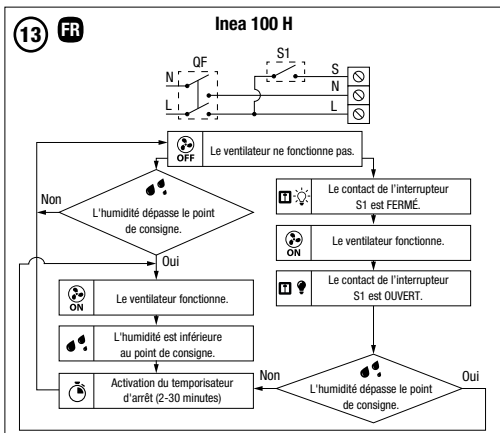 13 FR Inea 100 H
QF S1
N S
N
L L
OFF Le ventilateur ne fonctionne pas.
Non
L'humidité dépasse le point
de consigne.
Oui
Le contact de l'interrupteur
S1 est FERMÉ.
ON Le ventilateur fonctionne.
Le contact de l'interrupteur
S1 est OUVERT.
ON Le ventilateur fonctionne.
L'humidité est inférieure
au point de consigne.
Activation du temporisateur
d'arrêt (2-30 minutes)
Non Oui
L'humidité dépasse le point
de consigne.